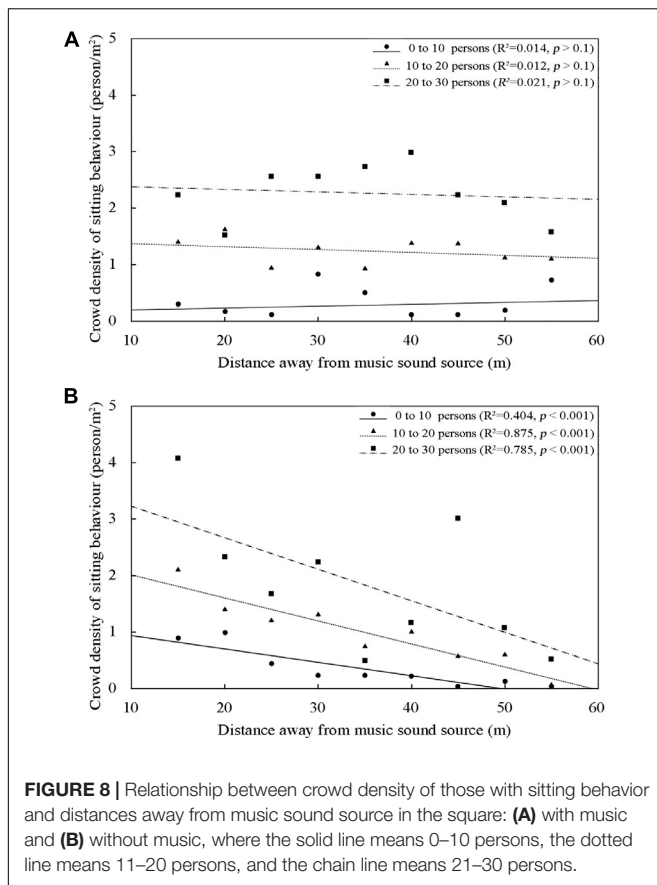 A
0 to 10 persons (R²=0.014, p > 0.1)
10 to 20 persons (R²=0.012, p > 0.1)
20 to 30 persons (R²=0.021, p > 0.1)
Crowd density of sitting behaviour (person/m²)
5
4
3
2
1
0
10 20 30 40 50 60
Distance away from music sound source (m)
B
0 to 10 persons (R²=0.404, p < 0.001)
10 to 20 persons (R²=0.875, p < 0.001)
20 to 30 persons (R²=0.785, p < 0.001)
Crowd density of sitting behaviour (person/m²)
5
4
3
2
1
0
10 20 30 40 50 60
Distance away from music sound source (m)
FIGURE 8 | Relationship between crowd density of those with sitting behavior
and distances away from music sound source in the square: (A) with music
and (B) without music, where the solid line means 0–10 persons, the dotted
line means 11–20 persons, and the chain line means 21–30 persons.